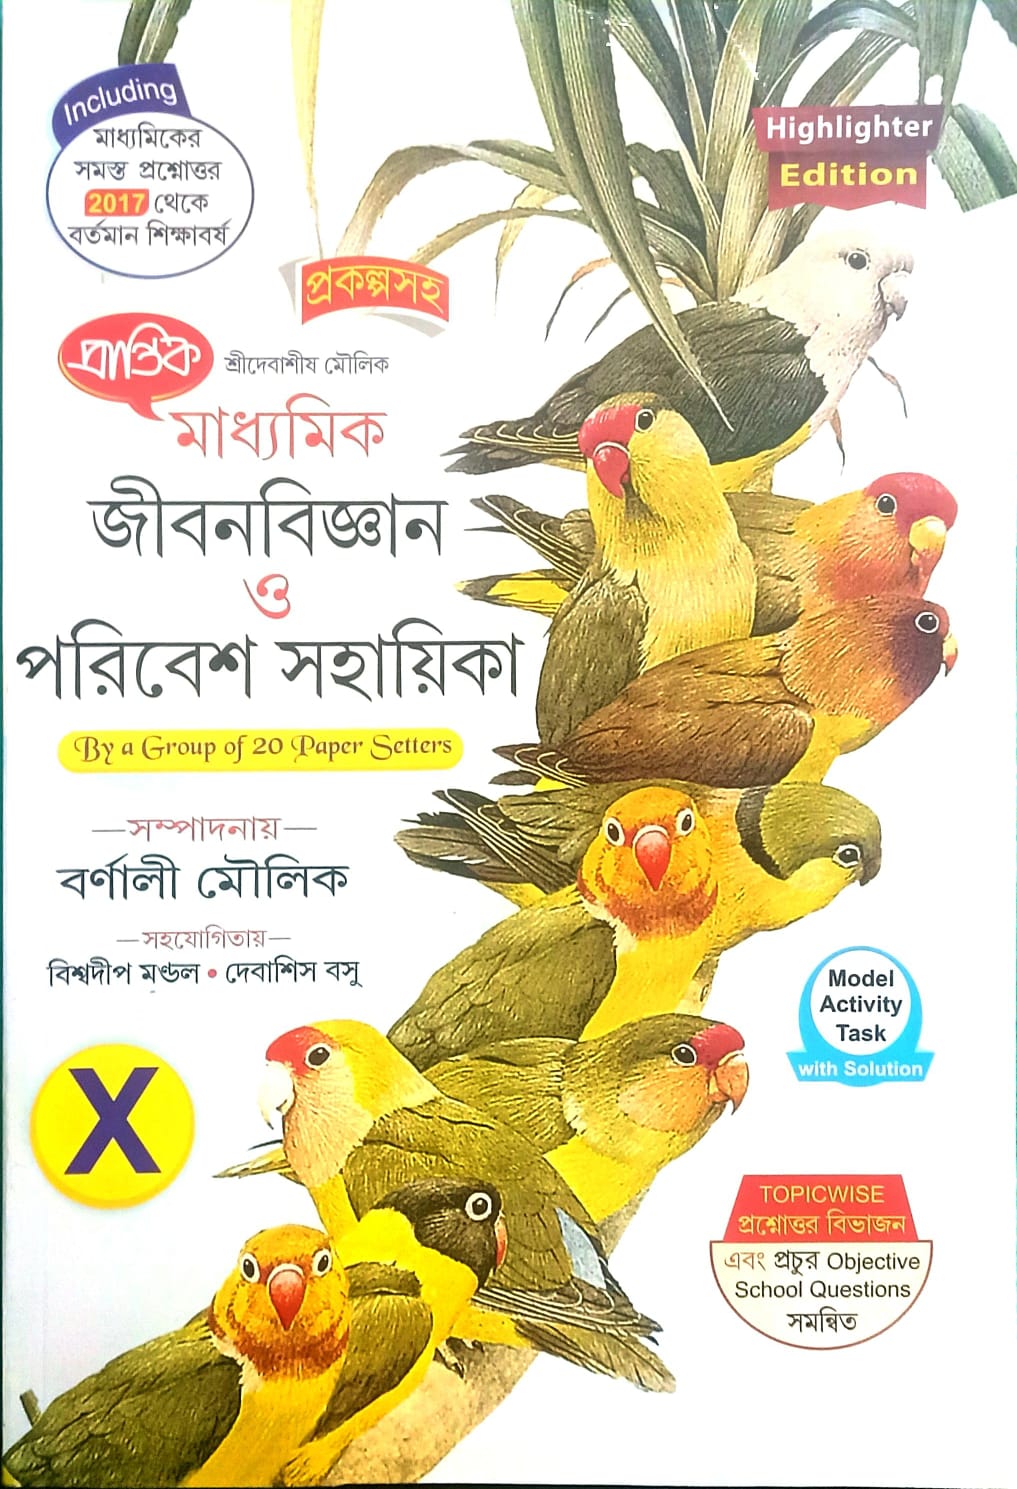 Including
মাধ্যমিকের
সমস্ত প্রশ্নোত্তর
2017 থেকে
বর্তমান শিক্ষাবর্ষ
Highlighter
Edition
প্রকল্পসহ
প্রান্তিক
শ্রীদেবাশীষ মৌলিক
মাধ্যমিক
জীবনবিজ্ঞান
ও
পরিবেশ সহায়িকা
By a Group of 20 Paper Setters
—সম্পাদনায়—
বর্ণালী মৌলিক
—সহযোগিতায়—
বিশ্বদীপ মণ্ডল • দেবাশিস বসু
Model
Activity
Task
with Solution
X
TOPICWISE
প্রশ্নোত্তর বিভাজন
এবং প্রচুর Objective
School Questions
সমন্বিত